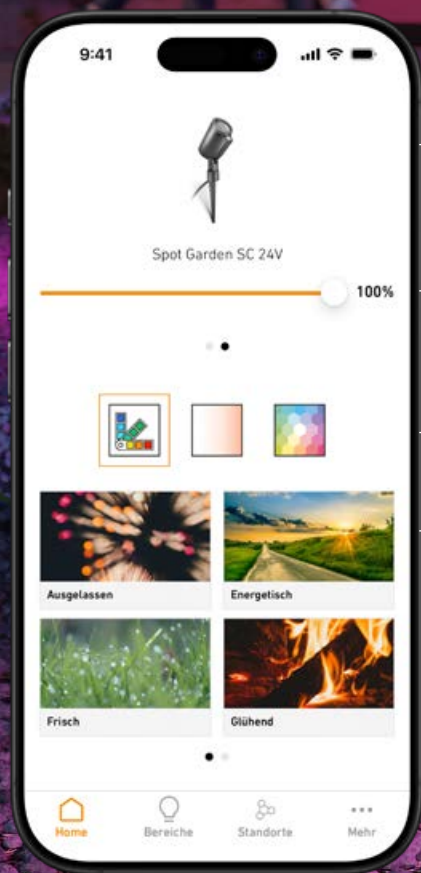 9:41
Spot Garden SC 24V
100%
Ausgelassen
Energetisch
Frisch
Glühend
Home
Bereiche
Standorte
Mehr